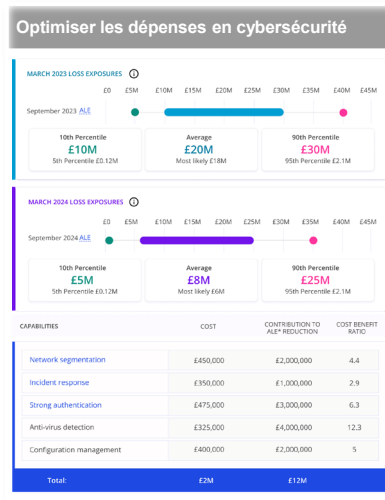 Optimiser les dépenses en cybersécurité
MARCH 2023 LOSS EXPOSURES
£0 £5M £10M £15M £20M £25M £30M £35M £40M £45M
September 2023 ALE
10th Percentile Average 90th Percentile
£10M £20M £30M
5th Percentile £0.12M Most likely £18M 95th Percentile £2.1M
MARCH 2024 LOSS EXPOSURES
£0 £5M £10M £15M £20M £25M £30M £35M £40M £45M
September 2024 ALE
10th Percentile Average 90th Percentile
£5M £8M £25M
5th Percentile £0,12M Most likely £6M 95th Percentile £2.1M
CAPABILITIES COST CONTRIBUTION TO COST BENEFIT
ALE* REDUCTION RATIO
Network segmentation £450,000 £2,000,000 4.4
Incident response £350,000 £1,000,000 2.9
Strong authentication £475,000 £3,000,000 6.3
Anti-virus detection £325,000 £4,000,000 12.3
Configuration management £400,000 £2,000,000 5
Total: £2M £12M